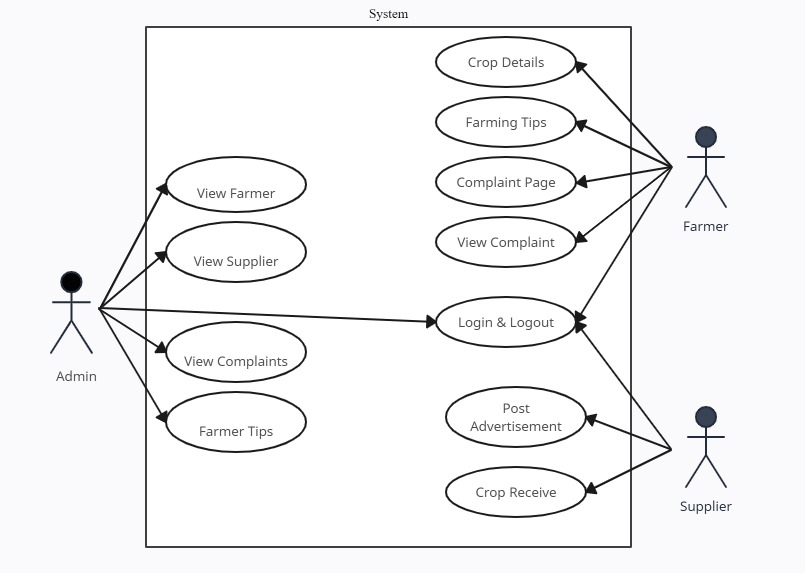 System
Crop Details
Farming Tips
Complaint Page
View Complaint
Login & Logout
Post
Advertisement
Crop Receive
View Farmer
View Supplier
View Complaints
Farmer Tips
Admin
Farmer
Supplier